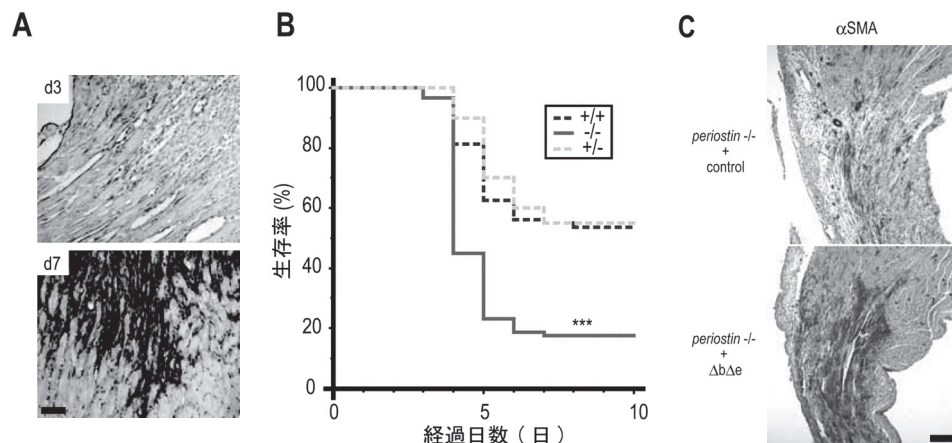 A
d3
d7
B
生存率 (%)
100
80
60
40
20
0
0
5
10
経過日数（日）
+/+
-/-
+/-
***
C
αSMA
periostin -/-
+
control
periostin -/-
+
ΔbΔe